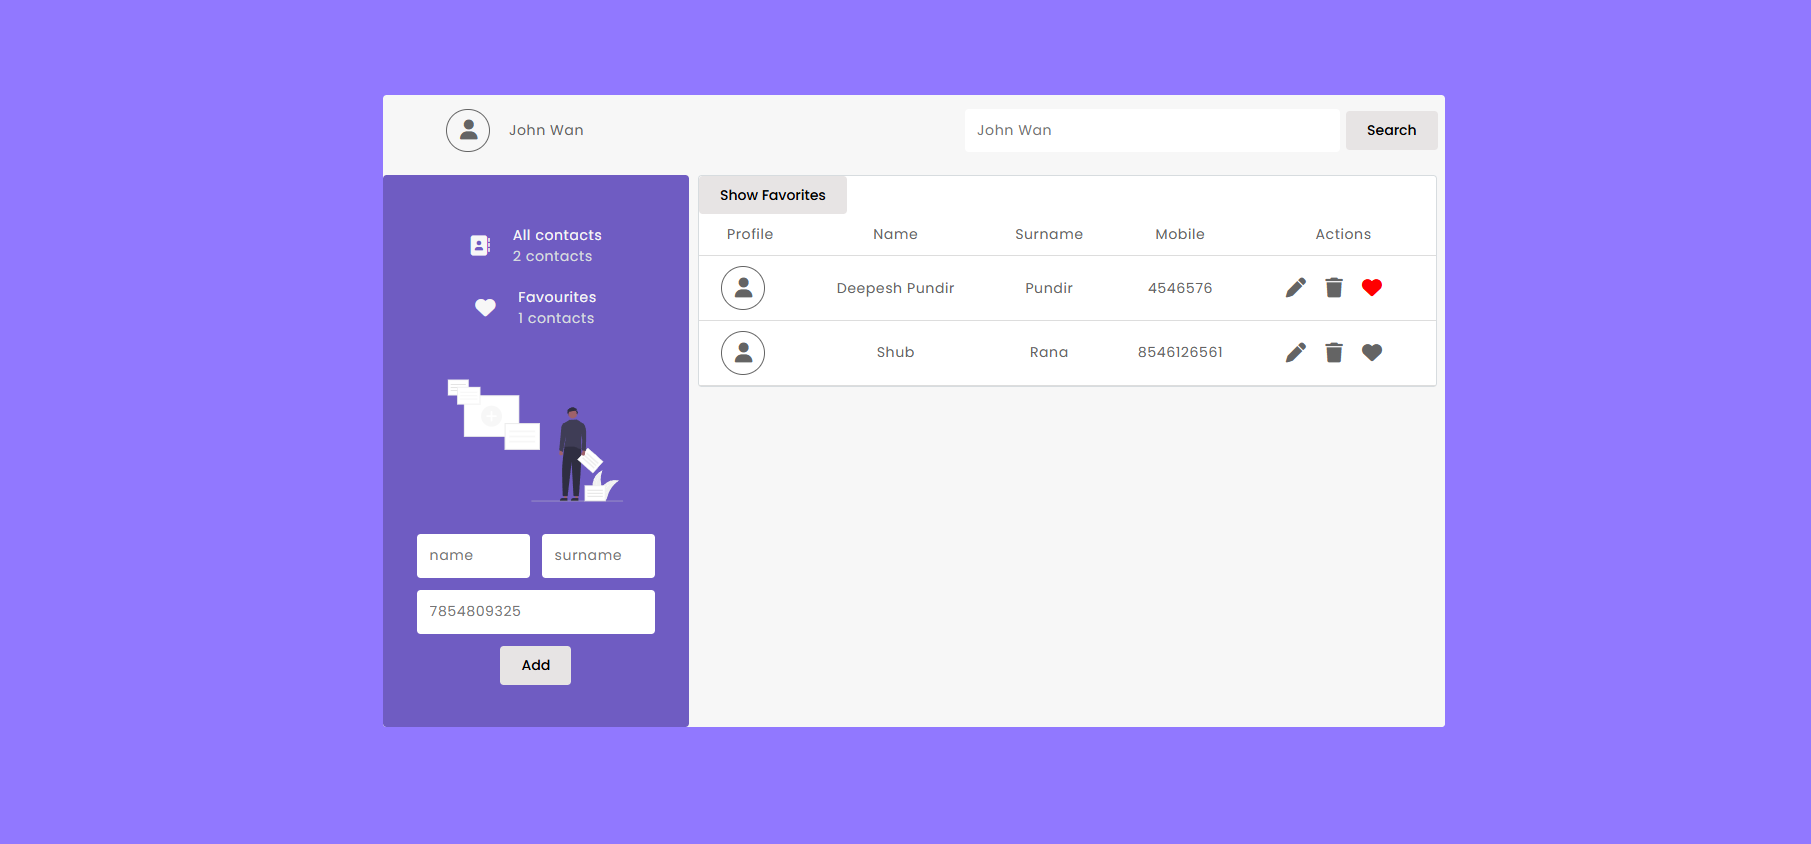 John Wan
John Wan
Search
All contacts
2 contacts
Favourites
1 contacts
name
surname
7854809325
Add
Show Favorites
Profile Name Surname Mobile Actions
Deepesh Pundir Pundir 4546576
Shub Rana 8546126561